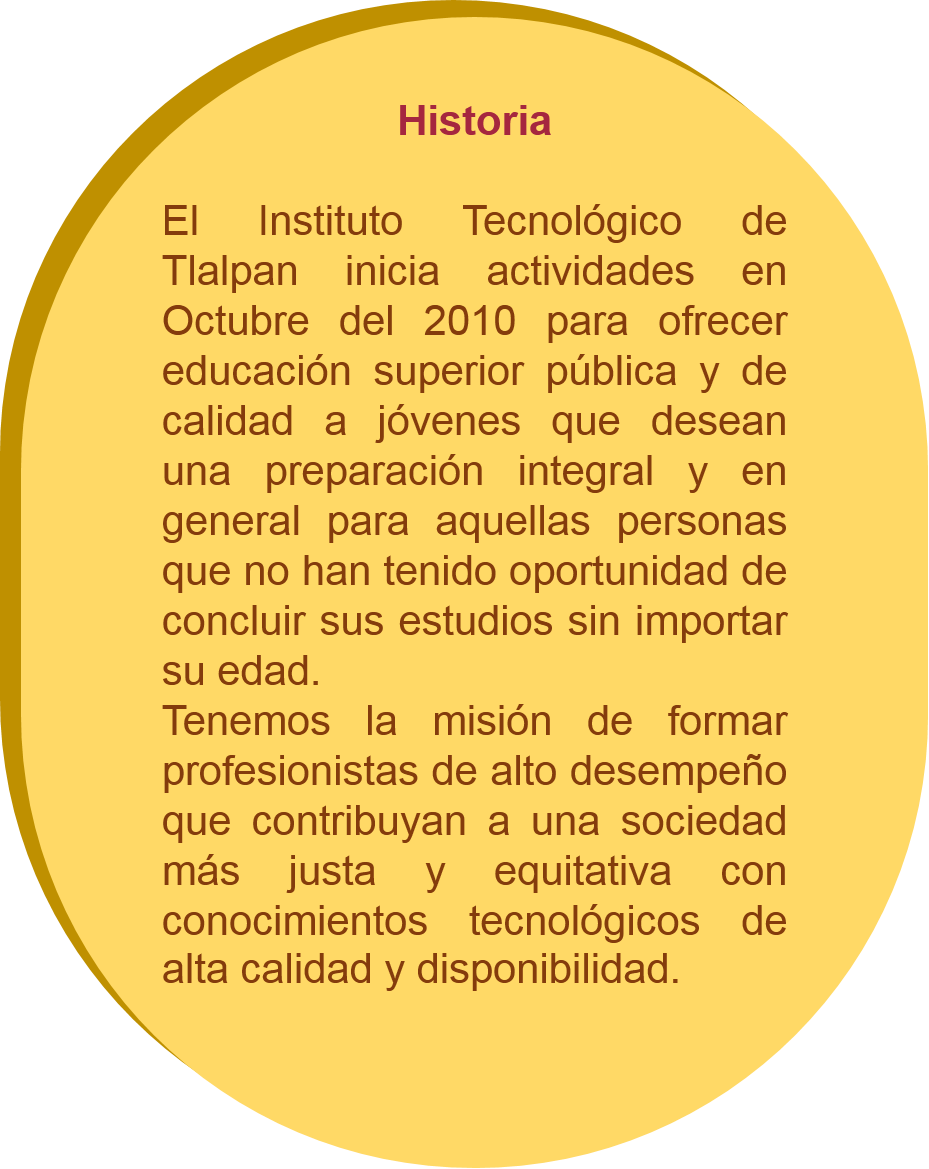 Historia
El Instituto Tecnológico de
Tlalpan inicia actividades en
Octubre del 2010 para ofrecer
educación superior pública y de
calidad a jóvenes que desean
una preparación integral y en
general para aquellas personas
que no han tenido oportunidad de
concluir sus estudios sin importar
su edad.
Tenemos la misión de formar
profesionistas de alto desempeño
que contribuyan a una sociedad
más justa y equitativa con
conocimientos tecnológicos de
alta calidad y disponibilidad.